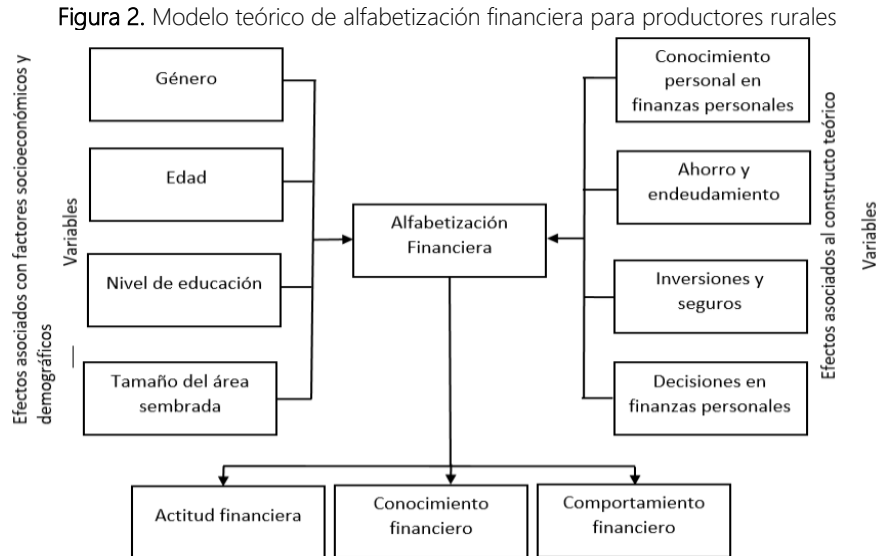 Figura 2. Modelo teórico de alfabetización financiera para productores rurales
Efectos asociados con factores socioeconómicos y
demográficos
Variables
Género
Edad
Nivel de educación
Tamaño del área
sembrada
Alfabetización
Financiera
Conocimiento
personal en
finanzas personales
Ahorro y
endeudamiento
Inversiones y
seguros
Decisiones en
finanzas personales
Efectos asociados al constructo teórico
Variables
Actitud financiera
Conocimiento
financiero
Comportamiento
financiero